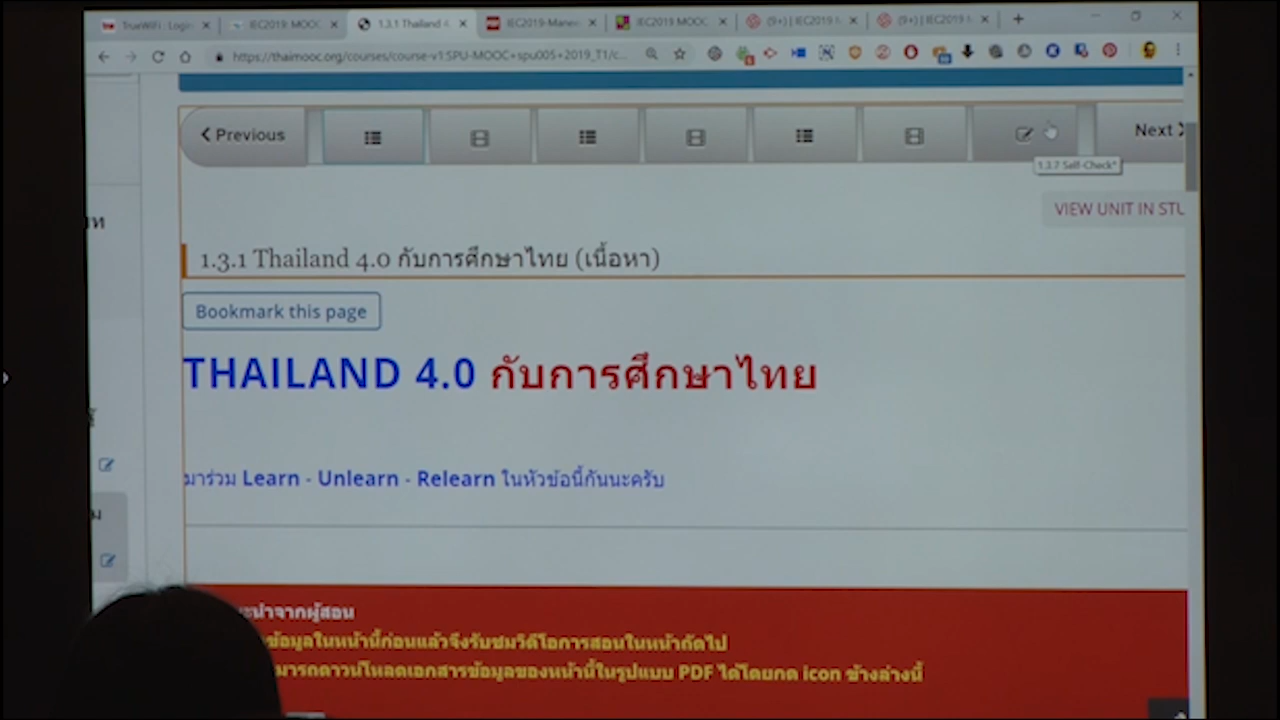 TrueWiFi : Login
IEC2019: MOOC
1.3.1 Thailand 4.
IEC2019-Mane
IEC2019 MOOC
(9+) | IEC2019
(9+) | IEC2019
https://thaimooc.org/courses/course-v1:SPU-MOOC+spu005+2019_T1/c...
Previous
Next
1.3.7 Self-Check*
VIEW UNIT IN STU
1.3.1 Thailand 4.0 กับการศึกษาไทย (เนื้อหา)
Bookmark this page
THAILAND 4.0 กับการศึกษาไทย
มาร่วม Learn - Unlearn - Relearn ในหัวข้อนี้กันนะครับ
ะนำจากผู้สอน
ข้อมูลในหน้านี้ก่อนแล้วจึงรับชมวิดีโอการสอนในหน้าถัดไป
มารถดาวน์โหลดเอกสารข้อมูลของหน้านี้ในรูปแบบ PDF ได้โดยกด icon ข้างล่างนี้